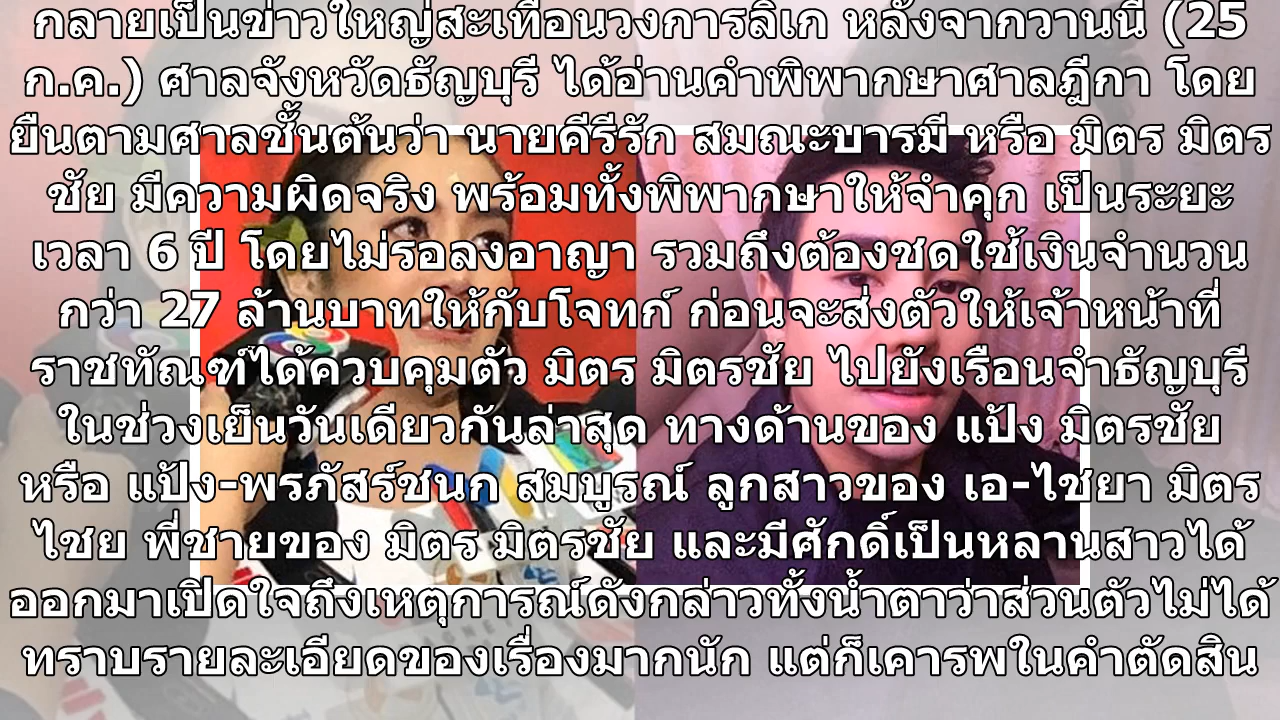 กลายเป็นข่าวใหญ่สะเทือนวงการลิเก หลังจากวานนี้ (25
ก.ค.) ศาลจังหวัดธัญบุรี ได้อ่านคำพิพากษาศาลฎีกา โดย
ยืนตามศาลชั้นต้นว่า นายคีรีรัก สมณะบารมี หรือ มิตร มิตร
ชัย มีความผิดจริง พร้อมทั้งพิพากษาให้จำคุก เป็นระยะ
เวลา 6 ปี โดยไม่รอลงอาญา รวมถึงต้องชดใช้เงินจำนวน
กว่า 27 ล้านบาทให้กับโจทก์ ก่อนจะส่งตัวให้เจ้าหน้าที่
ราชทัณฑ์ได้ควบคุมตัว มิตร มิตรชัย ไปยังเรือนจำธัญบุรี
ในช่วงเย็นวันเดียวกันล่าสุด ทางด้านของ แป้ง มิตรชัย
หรือ แป้ง-พรภัสร์ชนก สมบูรณ์ ลูกสาวของ เอ-ไชยา มิตร
ไชย พี่ชายของ มิตร มิตรชัย และมีศักดิ์เป็นหลานสาวได้
ออกมาเปิดใจถึงเหตุการณ์ดังกล่าวทั้งน้ำตาว่าส่วนตัวไม่ได้
ทราบรายละเอียดของเรื่องมากนัก แต่ก็เคารพในคำตัดสิน